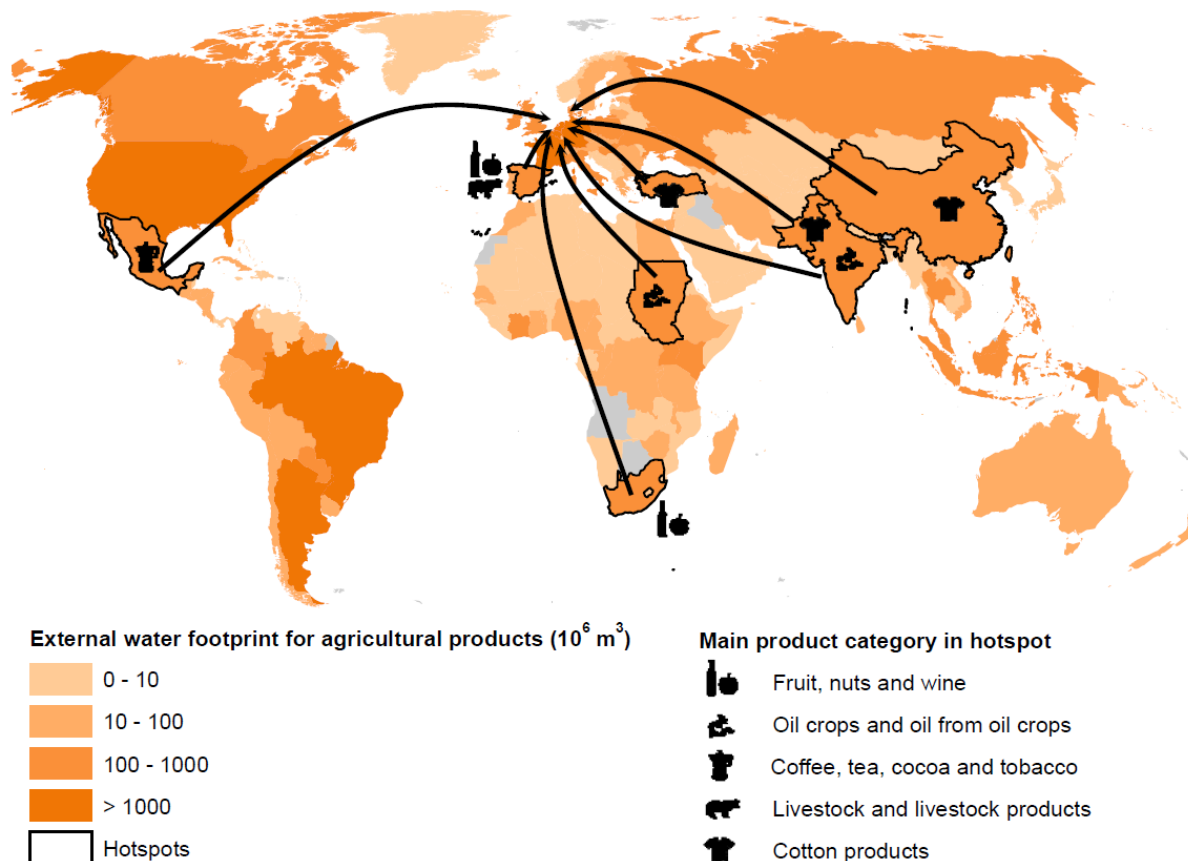 External water footprint for agricultural products (10⁶ m³)
0 - 10
10 - 100
100 - 1000
> 1000
Hotspots
Main product category in hotspot
Fruit, nuts and wine
Oil crops and oil from oil crops
Coffee, tea, cocoa and tobacco
Livestock and livestock products
Cotton products